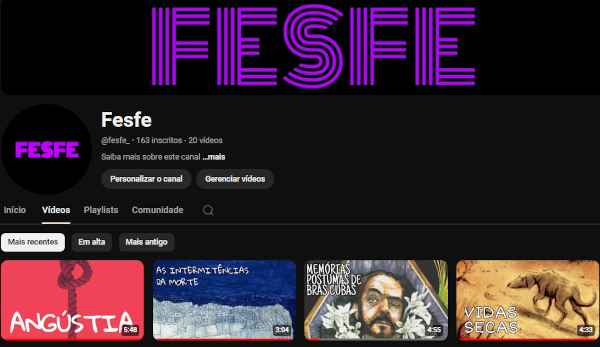 FESFE
FESFE
Fesfe
@fesfe_ · 163 inscritos · 20 vídeos
Saiba mais sobre este canal ...mais
Personalizar o canal
Gerenciar vídeos
Início
Vídeos
Playlists
Comunidade
Mais recentes
Em alta
Mais antigo
ANGÚSTIA
5:48
AS INTERMITÊNCIAS
DA MORTE
3:04
MEMÓRIAS
PÓSTUMAS DE
BRÁS CUBAS
4:55
VIDAS
SECAS
4:33